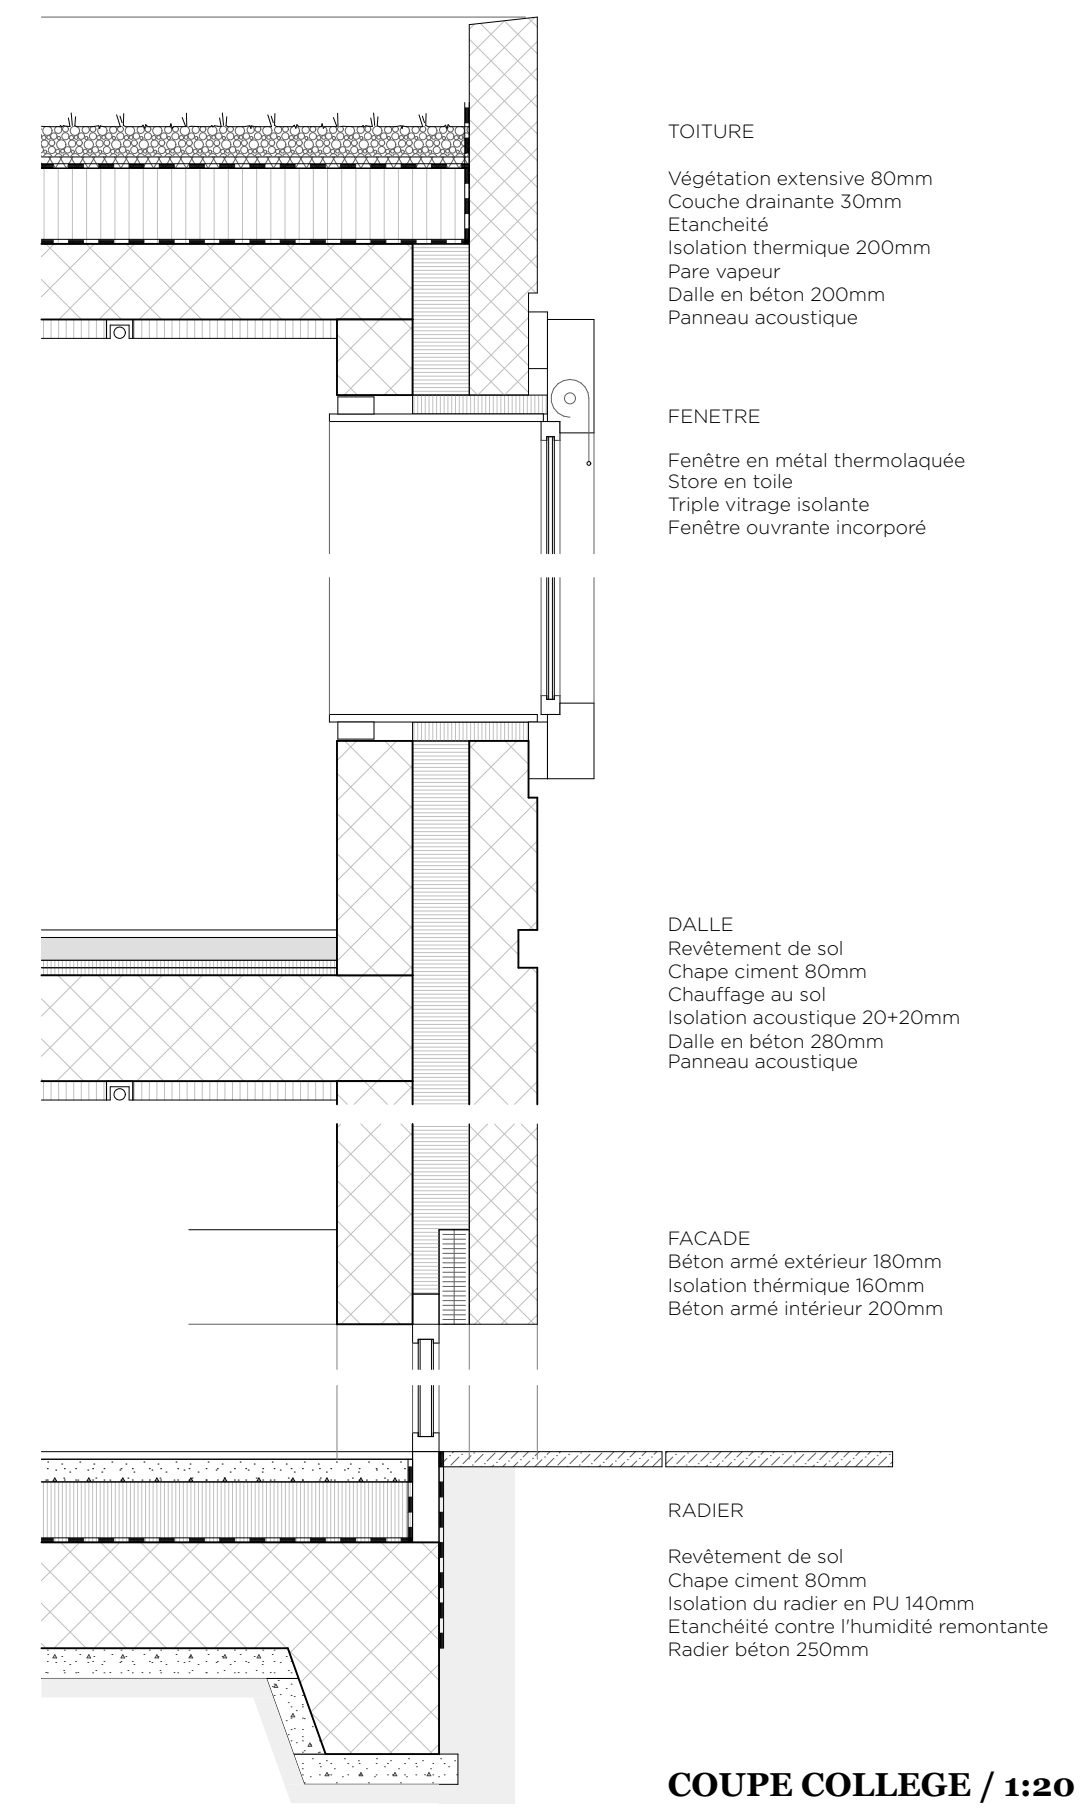 TOITURE
Végétation extensive 80mm
Couche drainante 30mm
Etancheité
Isolation thermique 200mm
Pare vapeur
Dalle en béton 200mm
Panneau acoustique
FENETRE
Fenêtre en métal thermolaquée
Store en toile
Triple vitrage isolante
Fenêtre ouvrante incorporé
DALLE
Revêtement de sol
Chape ciment 80mm
Chauffage au sol
Isolation acoustique 20+20mm
Dalle en béton 280mm
Panneau acoustique
FACADE
Béton armé extérieur 180mm
Isolation thérmique 160mm
Béton armé intérieur 200mm
RADIER
Revêtement de sol
Chape ciment 80mm
Isolation du radier en PU 140mm
Etanchéité contre l'humidité remontante
Radier béton 250mm
COUPE COLLEGE / 1:20